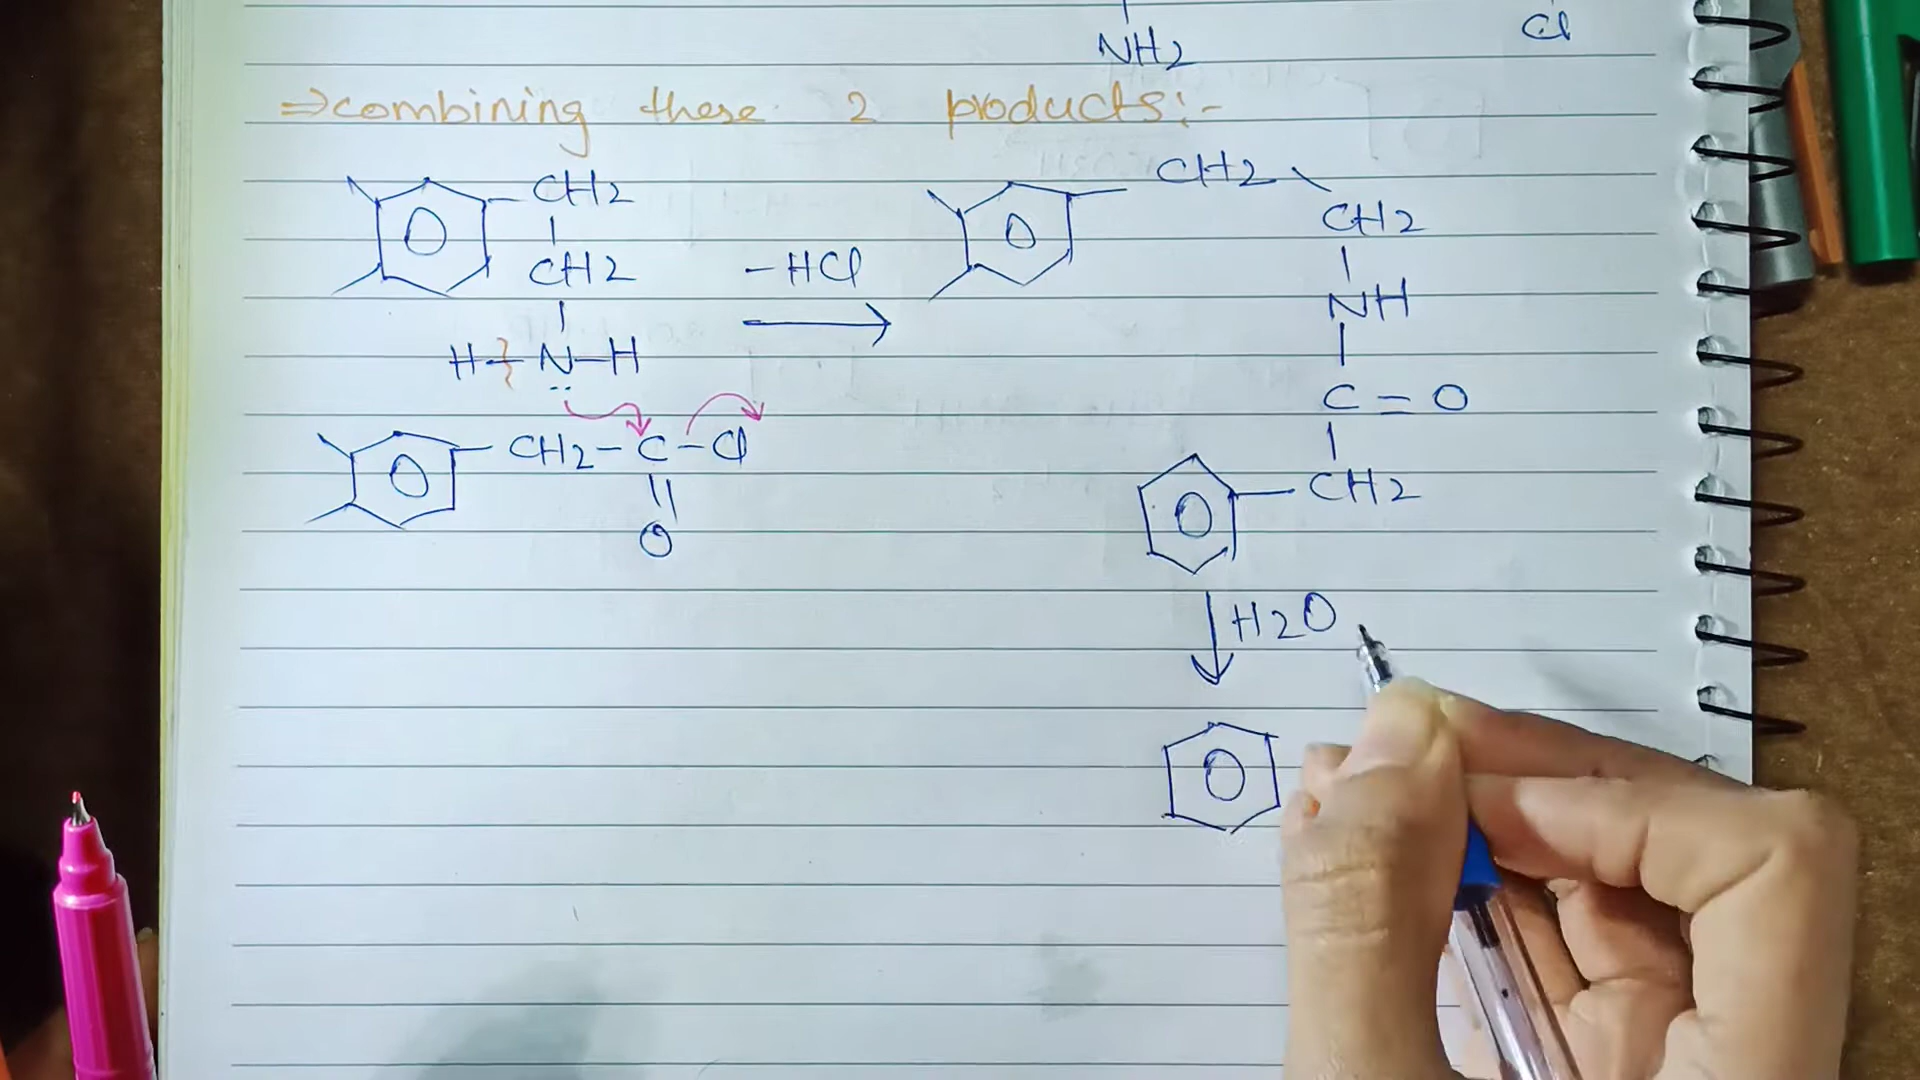 NH2
Cl
⇒combining these 2 products:-
CH2
CH2
H-N-H
CH2-C-Cl
O
-HCl
CH2
CH2
NH
C=O
CH2
H2O